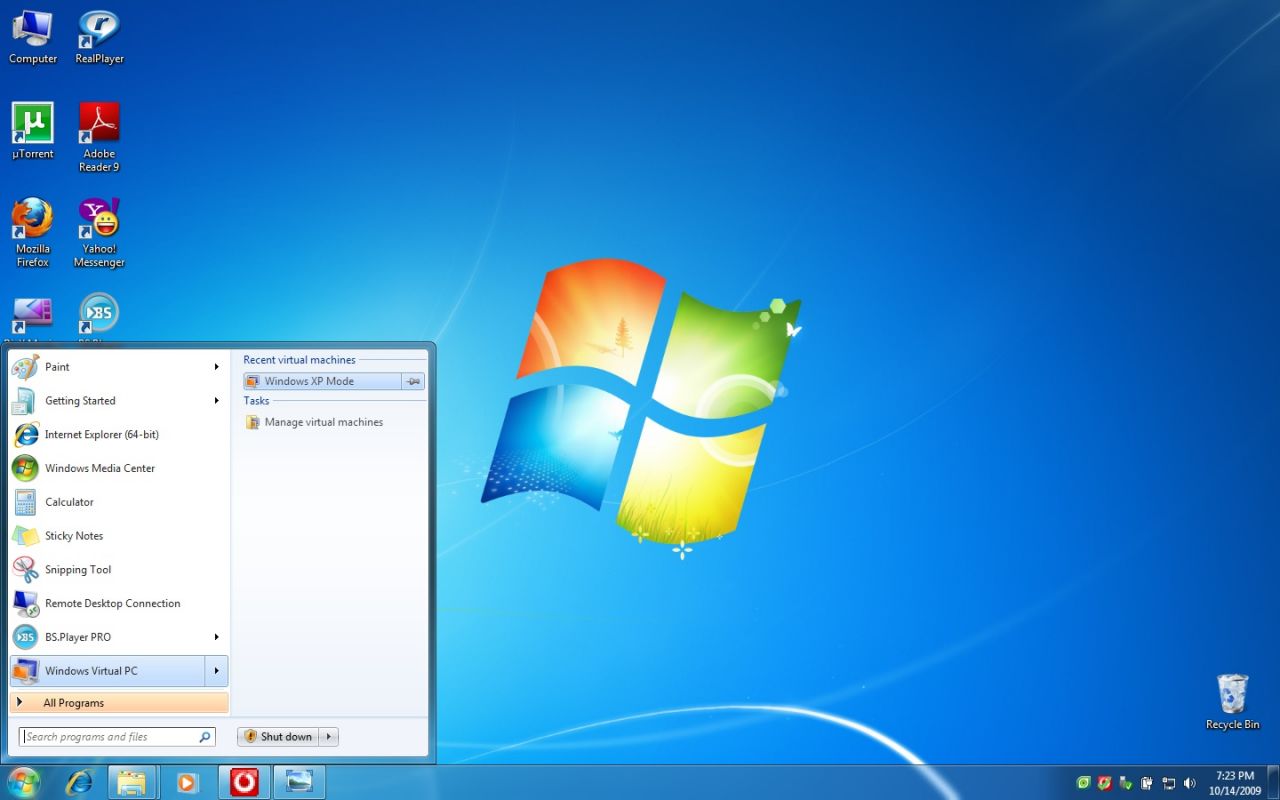 Computer
RealPlayer
µTorrent
Adobe
Reader 9
Mozilla
Firefox
Yahoo!
Messenger
BS
Paint
Getting Started
Internet Explorer (64-bit)
Windows Media Center
Calculator
Sticky Notes
Snipping Tool
Remote Desktop Connection
BS.Player PRO
Windows Virtual PC
All Programs
Search programs and files
Recent virtual machines
Windows XP Mode
Tasks
Manage virtual machines
Shut down
Recycle Bin
7:23 PM
10/14/2009